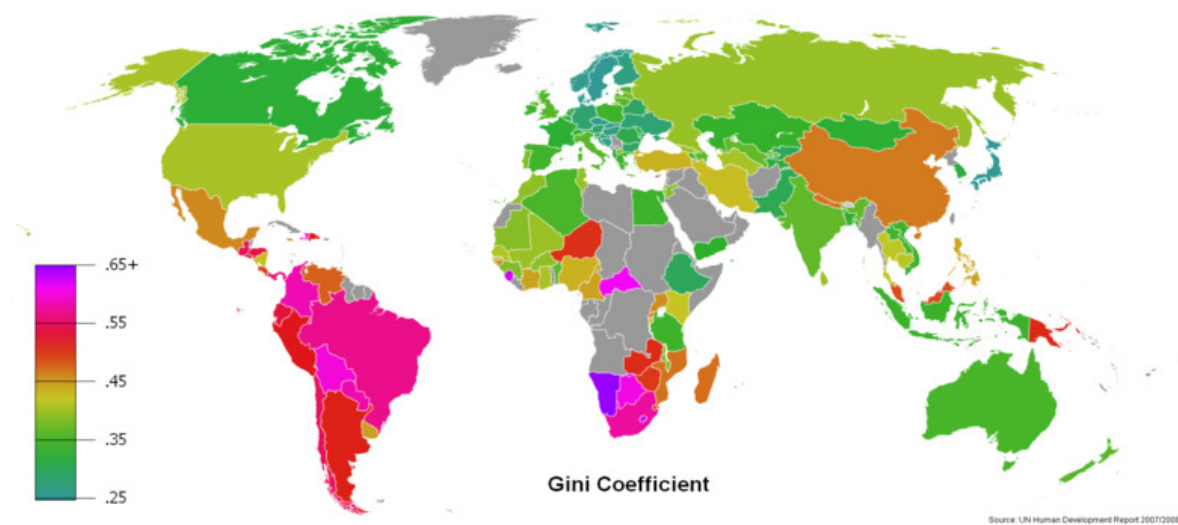 .65+
.55
.45
.35
.25
Gini Coefficient
Source: UN Human Development Report 2007/2008